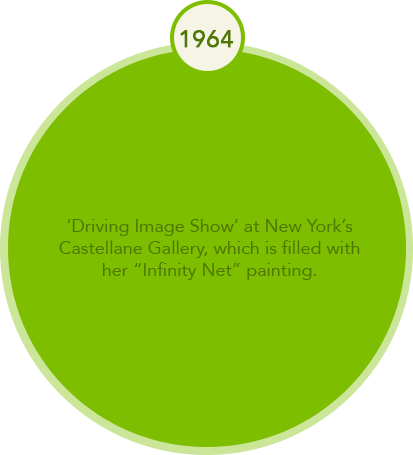 1964
‘Driving Image Show’ at New York’s
Castellane Gallery, which is filled with
her “Infinity Net” painting.